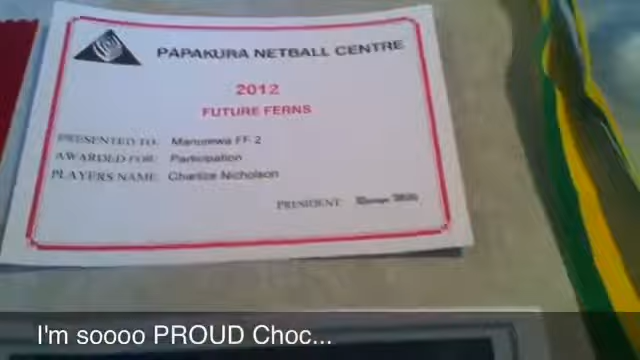 PAPAKURA NETBALL CENTRE
2012
FUTURE FERNS
PRESENTED TO: Manurewa FF 2
AWARDED FOR: Participation
PLAYERS NAME: Charlize Nicholson
PRESIDENT:
I'm soooo PROUD Choc...